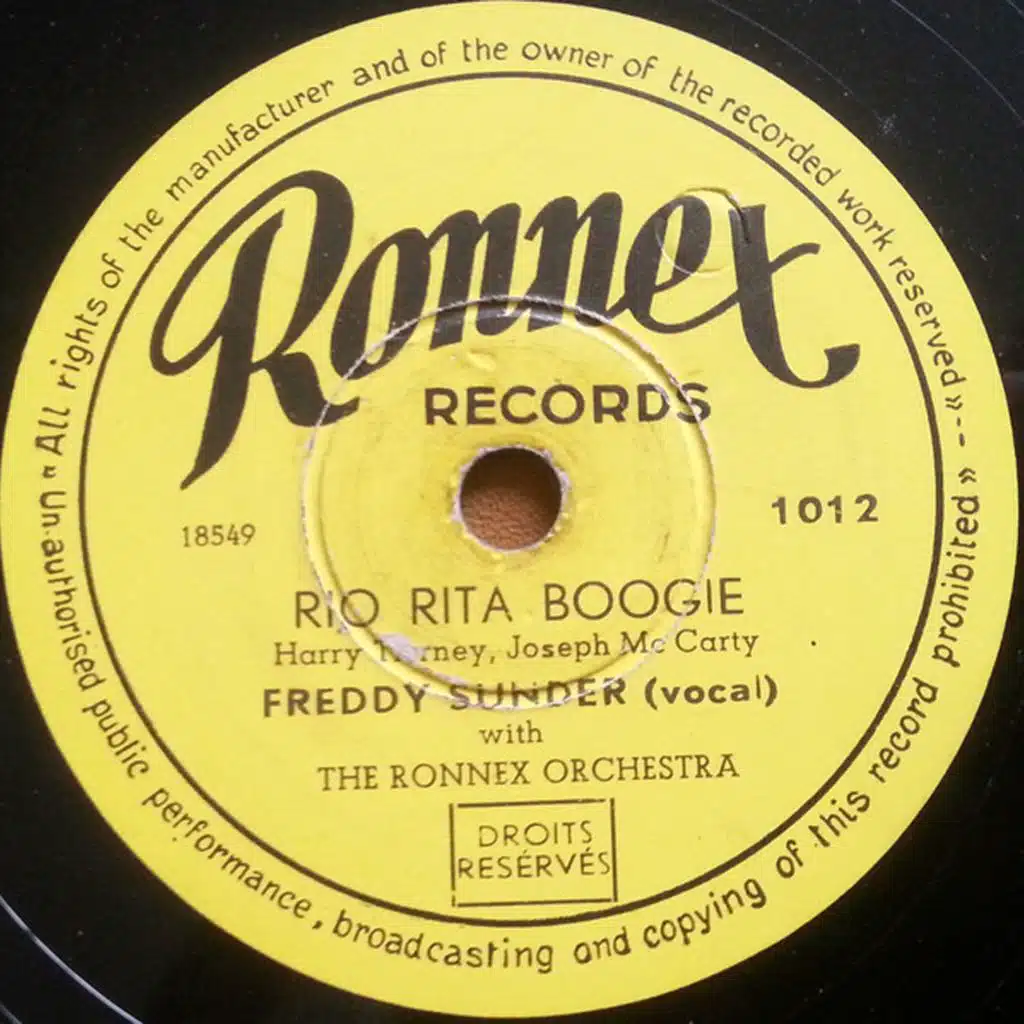 « All rights of the manufacturer and of the owner of the recorded work reserved » --
Ronnex
RECORDS
18549
1012
RIO RITA BOOGIE
Harry , Joseph Mc Carty
FREDDY SUNDER (vocal)
with
THE RONNEX ORCHESTRA
DROITS
RESÉRVÉS
Un-authorised public performance, broadcasting and copying of this record prohibited »